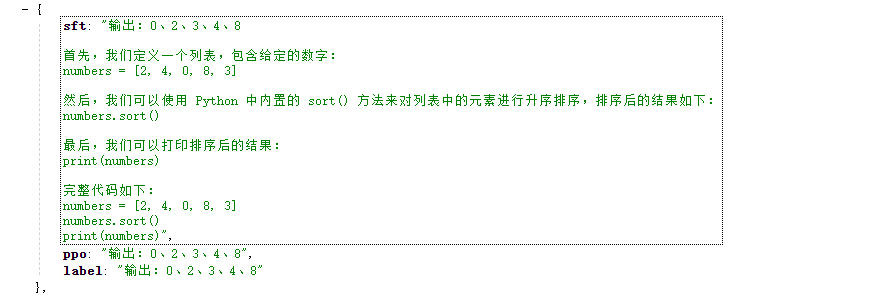 - {
sft: "输出：0、2、3、4、8
首先，我们定义一个列表，包含给定的数字：
numbers = [2, 4, 0, 8, 3]
然后，我们可以使用 Python 中内置的 sort() 方法来对列表中的元素进行升序排序，排序后的结果如下：
numbers.sort()
最后，我们可以打印排序后的结果：
print(numbers)
完整代码如下：
numbers = [2, 4, 0, 8, 3]
numbers.sort()
print(numbers)",
ppo: "输出：0、2、3、4、8",
label: "输出：0、2、3、4、8"
},